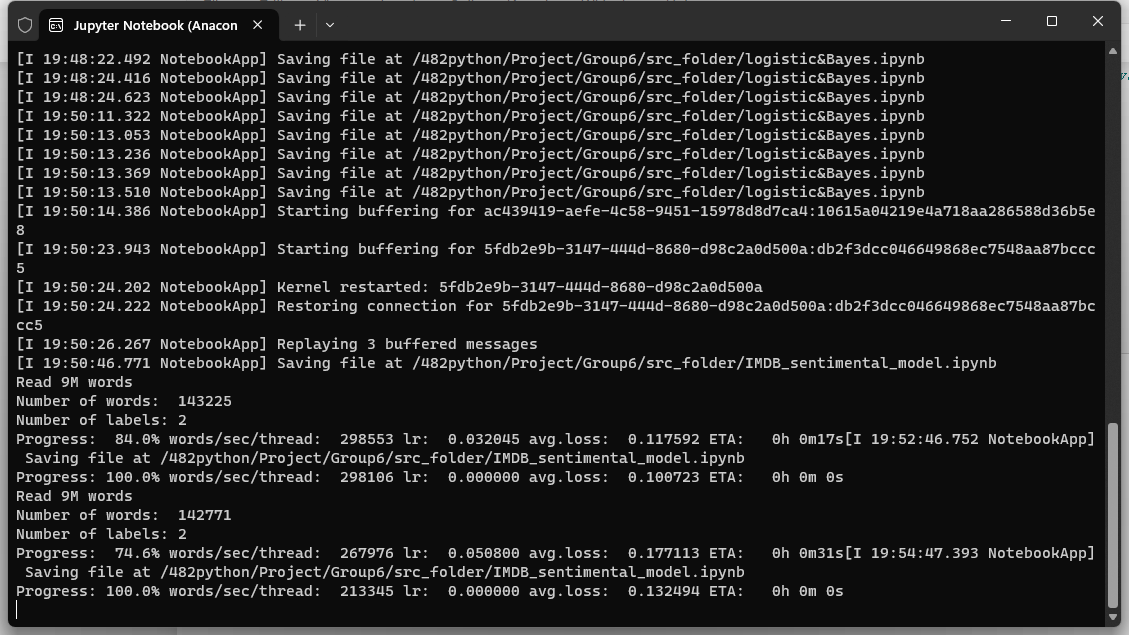 Jupyter Notebook (Anacon
[I 19:48:22.492 NotebookApp] Saving file at /482python/Project/Group6/src_folder/logistic&Bayes.ipynb
[I 19:48:24.416 NotebookApp] Saving file at /482python/Project/Group6/src_folder/logistic&Bayes.ipynb
[I 19:48:24.623 NotebookApp] Saving file at /482python/Project/Group6/src_folder/logistic&Bayes.ipynb
[I 19:50:11.322 NotebookApp] Saving file at /482python/Project/Group6/src_folder/logistic&Bayes.ipynb
[I 19:50:13.053 NotebookApp] Saving file at /482python/Project/Group6/src_folder/logistic&Bayes.ipynb
[I 19:50:13.236 NotebookApp] Saving file at /482python/Project/Group6/src_folder/logistic&Bayes.ipynb
[I 19:50:13.369 NotebookApp] Saving file at /482python/Project/Group6/src_folder/logistic&Bayes.ipynb
[I 19:50:13.510 NotebookApp] Saving file at /482python/Project/Group6/src_folder/logistic&Bayes.ipynb
[I 19:50:14.386 NotebookApp] Starting buffering for ac439419-aefe-4c58-9451-15978d8d7ca4:10615a04219e4a718aa286588d36b5e
8
[I 19:50:23.943 NotebookApp] Starting buffering for 5fdb2e9b-3147-444d-8680-d98c2a0d500a:db2f3dcc046649868ec7548aa87bccc
5
[I 19:50:24.202 NotebookApp] Kernel restarted: 5fdb2e9b-3147-444d-8680-d98c2a0d500a
[I 19:50:24.222 NotebookApp] Restoring connection for 5fdb2e9b-3147-444d-8680-d98c2a0d500a:db2f3dcc046649868ec7548aa87bc
cc5
[I 19:50:26.267 NotebookApp] Replaying 3 buffered messages
[I 19:50:46.771 NotebookApp] Saving file at /482python/Project/Group6/src_folder/IMDB_sentimental_model.ipynb
Read 9M words
Number of words:  143225
Number of labels: 2
Progress:  84.0% words/sec/thread:  298553 lr:  0.032045 avg.loss:  0.117592 ETA:   0h 0m17s[I 19:52:46.752 NotebookApp]
 Saving file at /482python/Project/Group6/src_folder/IMDB_sentimental_model.ipynb
Progress: 100.0% words/sec/thread:  298106 lr:  0.000000 avg.loss:  0.100723 ETA:   0h 0m 0s
Read 9M words
Number of words:  142771
Number of labels: 2
Progress:  74.6% words/sec/thread:  267976 lr:  0.050800 avg.loss:  0.177113 ETA:   0h 0m31s[I 19:54:47.393 NotebookApp]
 Saving file at /482python/Project/Group6/src_folder/IMDB_sentimental_model.ipynb
Progress: 100.0% words/sec/thread:  213345 lr:  0.000000 avg.loss:  0.132494 ETA:   0h 0m 0s